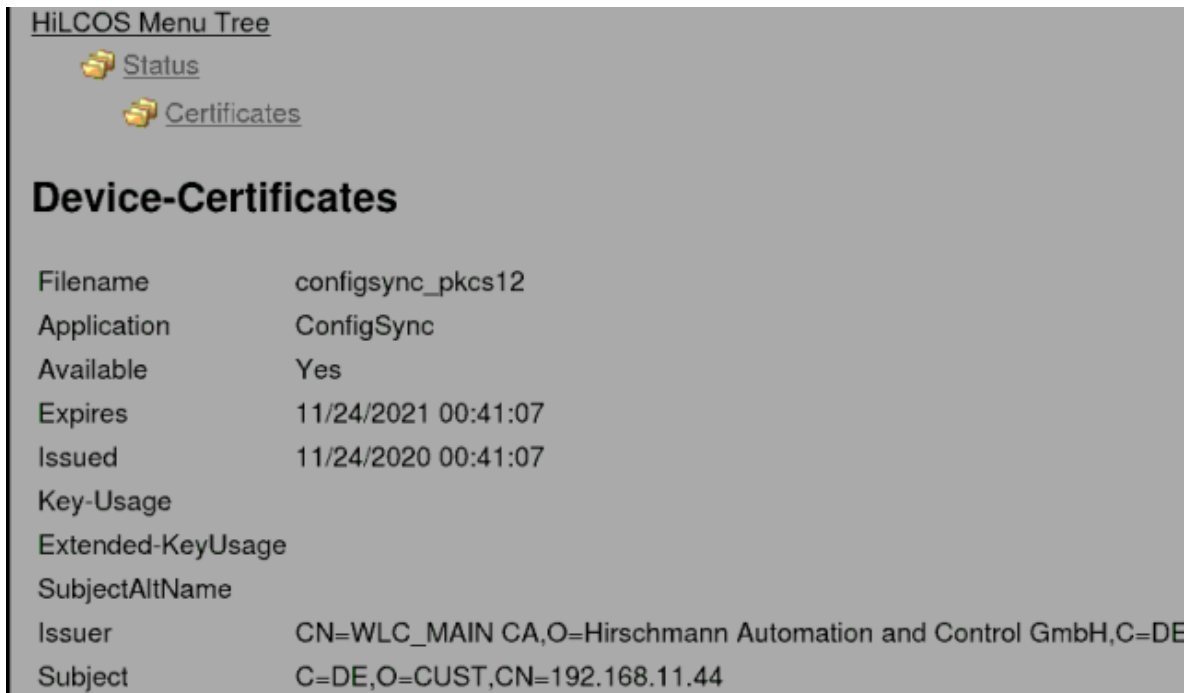 HiLCOS Menu Tree
Status
Certificates
Device-Certificates
Filename configsync_pkcs12
Application ConfigSync
Available Yes
Expires 11/24/2021 00:41:07
Issued 11/24/2020 00:41:07
Key-Usage
Extended-KeyUsage
SubjectAltName
Issuer CN=WLC_MAIN CA,O=Hirschmann Automation and Control GmbH,C=DE
Subject C=DE,O=CUST,CN=192.168.11.44